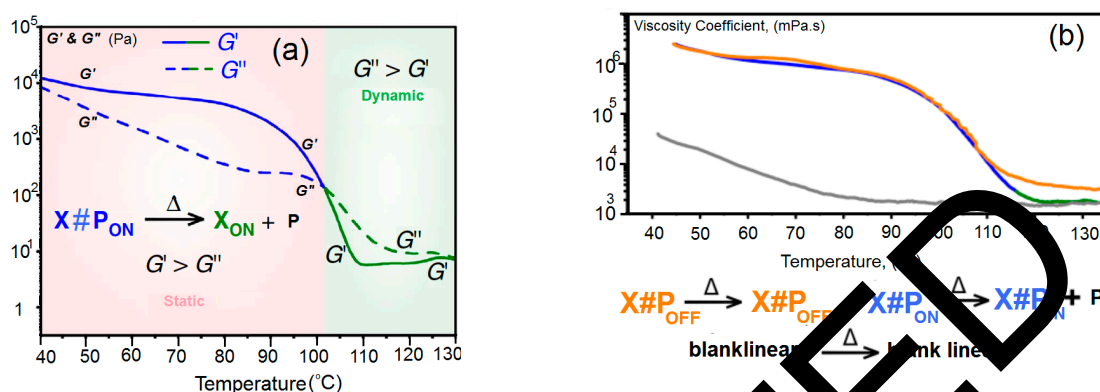 G' & G" (Pa)
G'
G"
(a)
G" > G'
Dynamic
G'
G"
G'
G"
G"
G'
G'
X#P_ON Δ X_ON + P
G' > G"
Static
10^5
10^4
10^3
10^2
10^1
1
40 50 60 70 80 90 100 110 120 130
Temperature(°C)
Viscosity Coefficient, (mPa.s)
(b)
10^6
10^5
10^4
10^3
40 50 60 70 80 90 100 110 120 130
Temperature,
X#P_OFF Δ X#P_OFF X#P_ON Δ + P
Δ